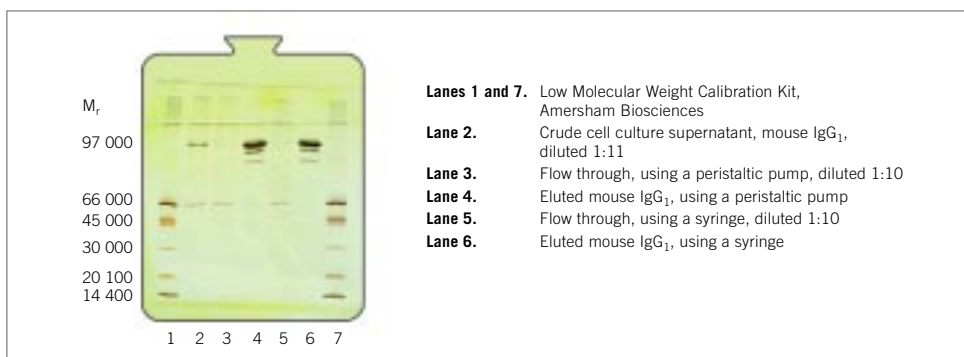 Mr
97 000
66 000
45 000
30 000
20 100
14 400
1 2 3 4 5 6 7
Lanes 1 and 7. Low Molecular Weight Calibration Kit,
Amersham Biosciences
Lane 2. Crude cell culture supernatant, mouse IgG1,
diluted 1:11
Lane 3. Flow through, using a peristaltic pump, diluted 1:10
Lane 4. Eluted mouse IgG1, using a peristaltic pump
Lane 5. Flow through, using a syringe, diluted 1:10
Lane 6. Eluted mouse IgG1, using a syringe